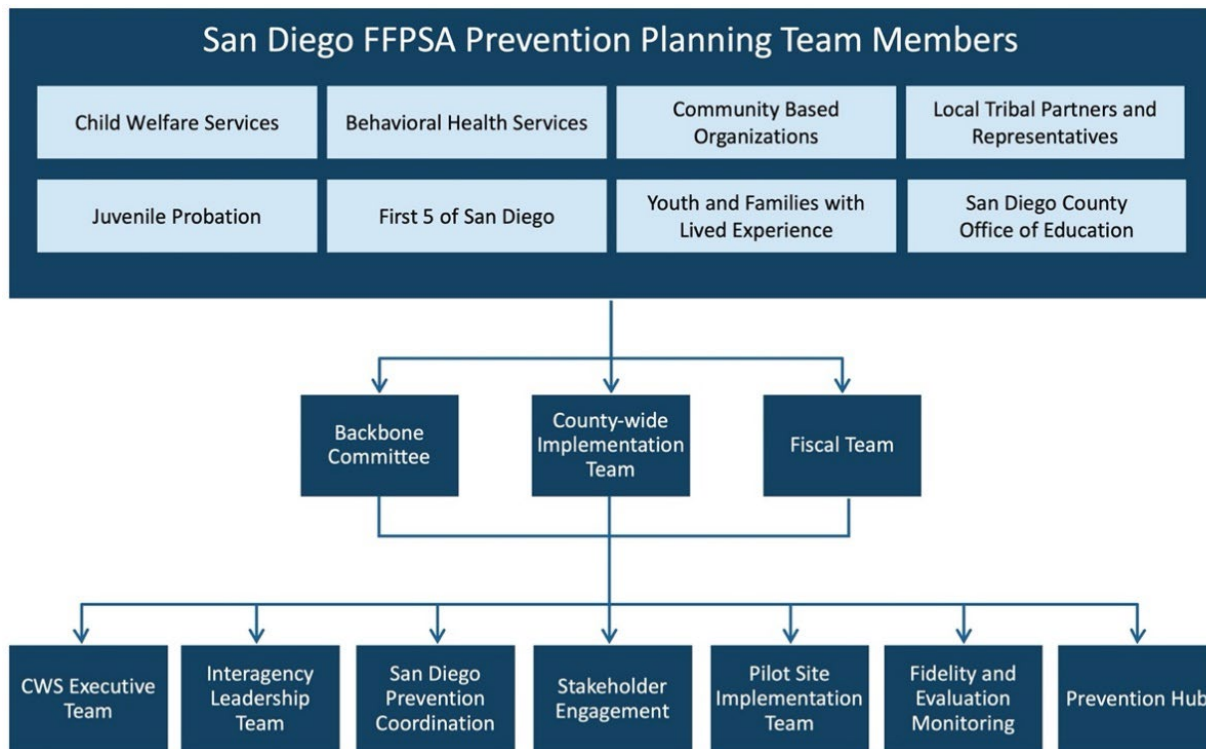 San Diego FFPSA Prevention Planning Team Members
Child Welfare Services
Behavioral Health Services
Community Based
Organizations
Local Tribal Partners and
Representatives
Juvenile Probation
First 5 of San Diego
Youth and Families with
Lived Experience
San Diego County
Office of Education
Backbone
Committee
County-wide
Implementation
Team
Fiscal Team
CWS Executive
Team
Interagency
Leadership
Team
San Diego
Prevention
Coordination
Stakeholder
Engagement
Pilot Site
Implementation
Team
Fidelity and
Evaluation
Monitoring
Prevention Hub